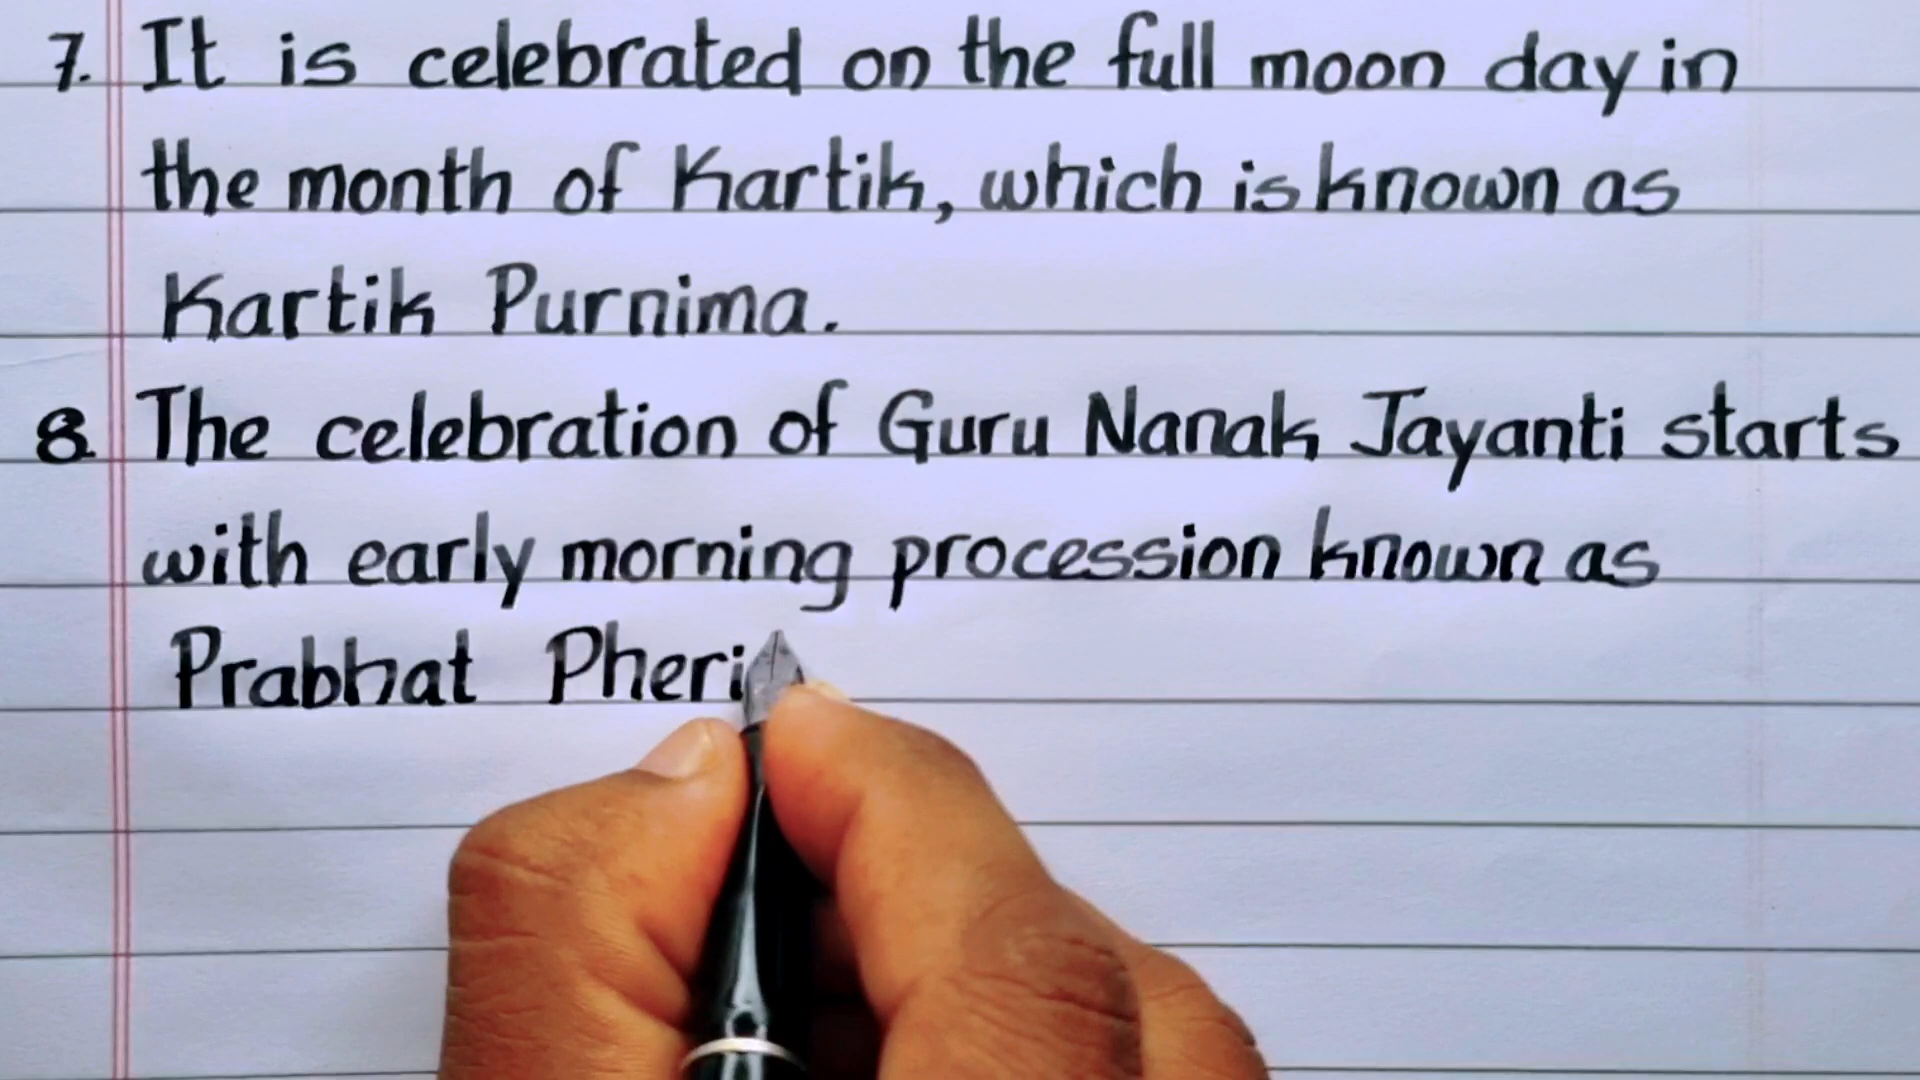 7. It is celebrated on the full moon day in
the month of Kartik, which is known as
Kartik Purnima.
8. The celebration of Guru Nanak Jayanti starts
with early morning procession known as
Prabhat Pheri